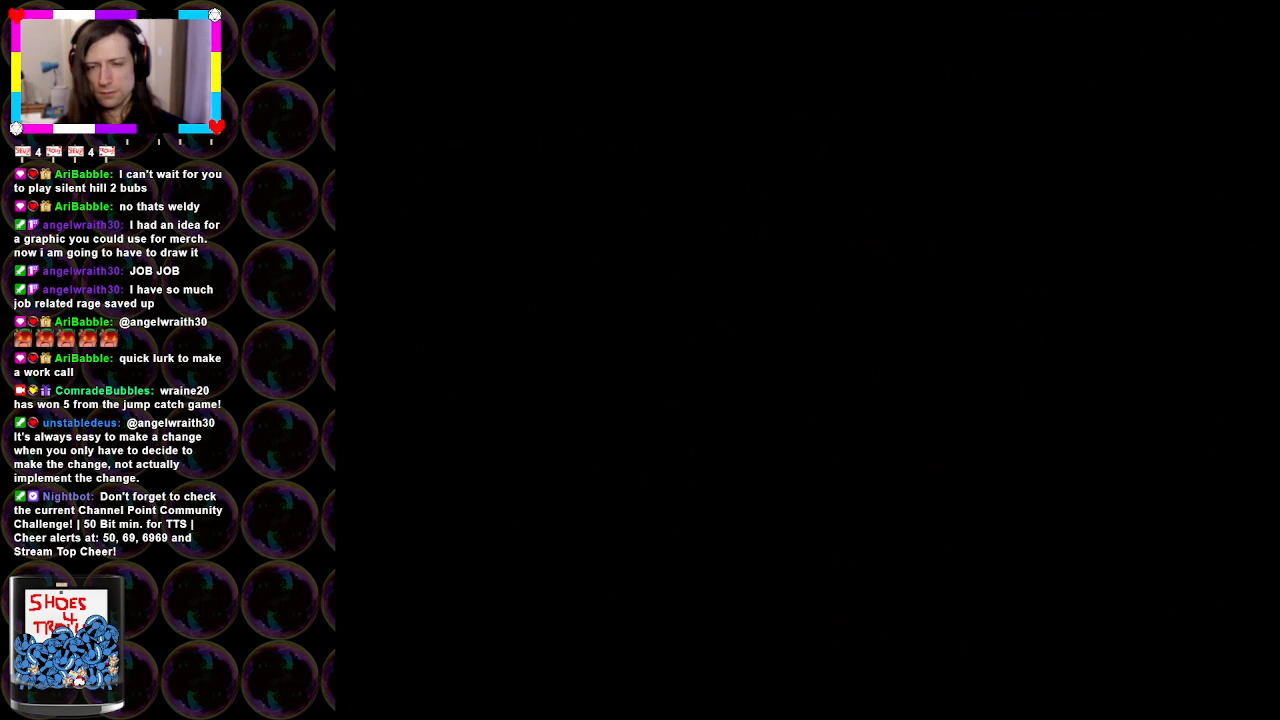 4 4
AriBabble: I can't wait for you
to play silent hill 2 bubs
AriBabble: no thats weldy
angelwraith30: I had an idea for
a graphic you could use for merch.
now i am going to have to draw it
angelwraith30: JOB JOB
angelwraith30: I have so much
job related rage saved up
AriBabble: @angelwraith30
AriBabble: quick lurk to make
a work call
ComradeBubbles: wraine20
has won 5 from the jump catch game!
unstabledeus: @angelwraith30
It's always easy to make a change
when you only have to decide to
make the change, not actually
implement the change.
Nightbot: Don't forget to check
the current Channel Point Community
Challenge! | 50 Bit min. for TTS |
Cheer alerts at: 50, 69, 6969 and
Stream Top Cheer!
SHOES
4